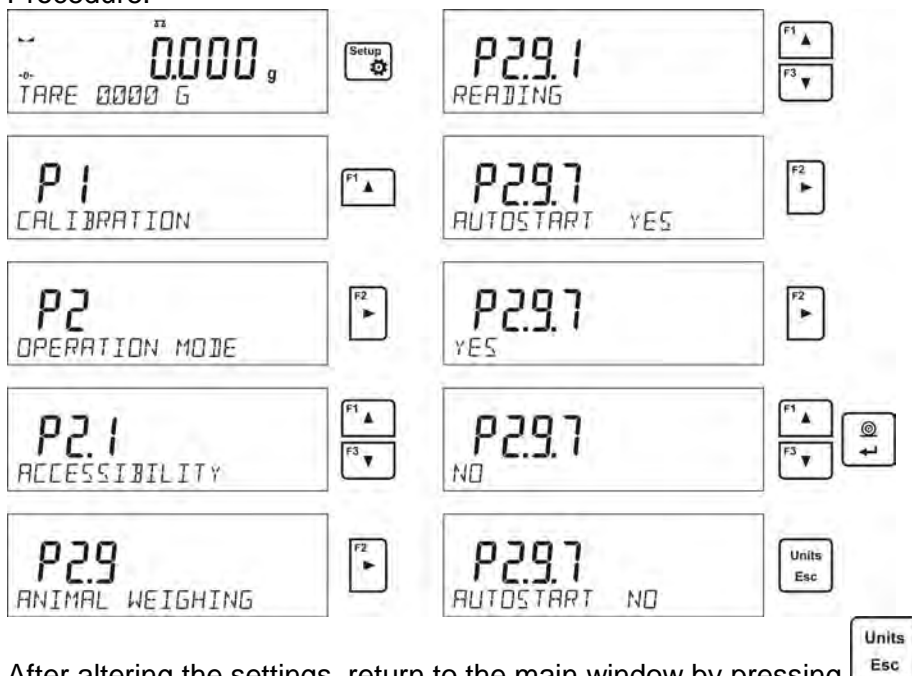 Procedure:
0.000 g
Setup
TARE 0.000 G
P1
CALIBRATION
F1
P2
OPERATION MODE
F2
P2.1
ACCESSIBILITY
F1
F3
P2.9
ANIMAL WEIGHING
F2
P2.9.1
READING
F1
F3
P2.9.7
AUTOSTART YES
F2
P2.9.7
YES
F2
P2.9.7
NO
F1
F3
P2.9.7
AUTOSTART NO
Units
Esc
After altering the settings, return to the main window by pressing
Units
Esc